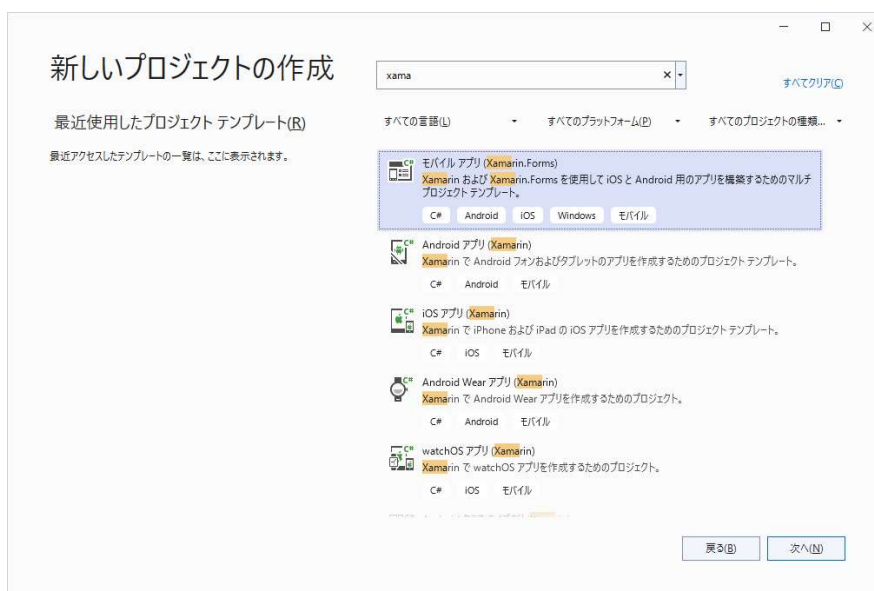 新しいプロジェクトの作成
xama
すべてクリア(C)
最近使用したプロジェクト テンプレート(R)
すべての言語(L)
すべてのプラットフォーム(P)
すべてのプロジェクトの種類...
最近アクセスしたテンプレートの一覧は、ここに表示されます。
モバイル アプリ (Xamarin.Forms)
Xamarin および Xamarin.Forms を使用して iOS と Android 用のアプリを構築するためのマルチ
プロジェクト テンプレート。
C# Android iOS Windows モバイル
Android アプリ (Xamarin)
Xamarin で Android フォンおよびタブレットのアプリを作成するためのプロジェクト テンプレート。
C# Android モバイル
iOS アプリ (Xamarin)
Xamarin で iPhone および iPad の iOS アプリを作成するためのプロジェクト テンプレート。
C# iOS モバイル
Android Wear アプリ (Xamarin)
Xamarin で Android Wear アプリを作成するためのプロジェクト。
C# Android モバイル
watchOS アプリ (Xamarin)
Xamarin で watchOS アプリを作成するためのプロジェクト。
C# iOS モバイル
戻る(B)
次へ(N)